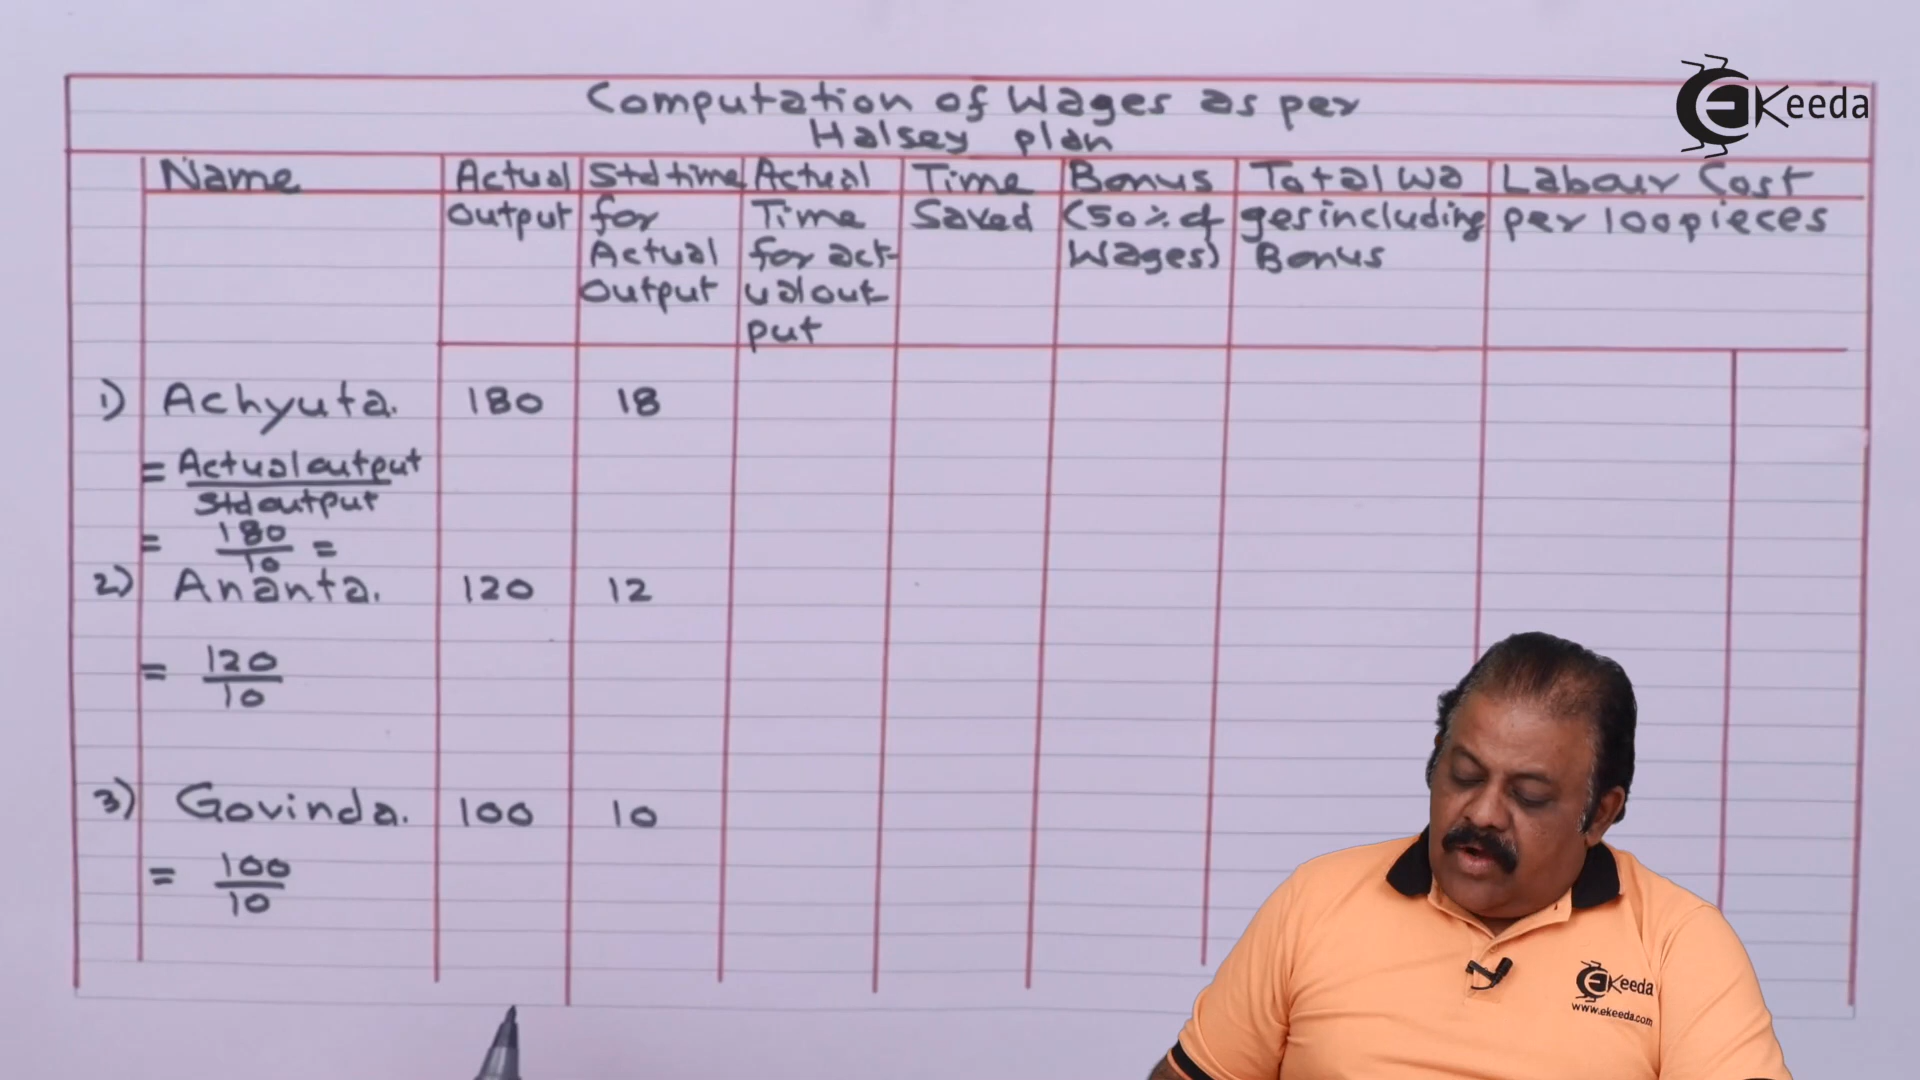 Computation of Wages as per
Halsey plan
EKeeda
Name
Actual
output
Std time
for
Actual
Output
Actual
Time
for act-
ual out-
put
Time
Saved
Bonus
(50% of
Wages)
Total wa
ges including
Bonus
Labour Cost
per 100 pieces
1) Achyuta. 180 18
= Actual output
Std output
= 180 =
10
2) Ananta. 120 12
= 120
10
3) Govinda. 100 10
= 100
10
EKeeda
www.ekeeda.com